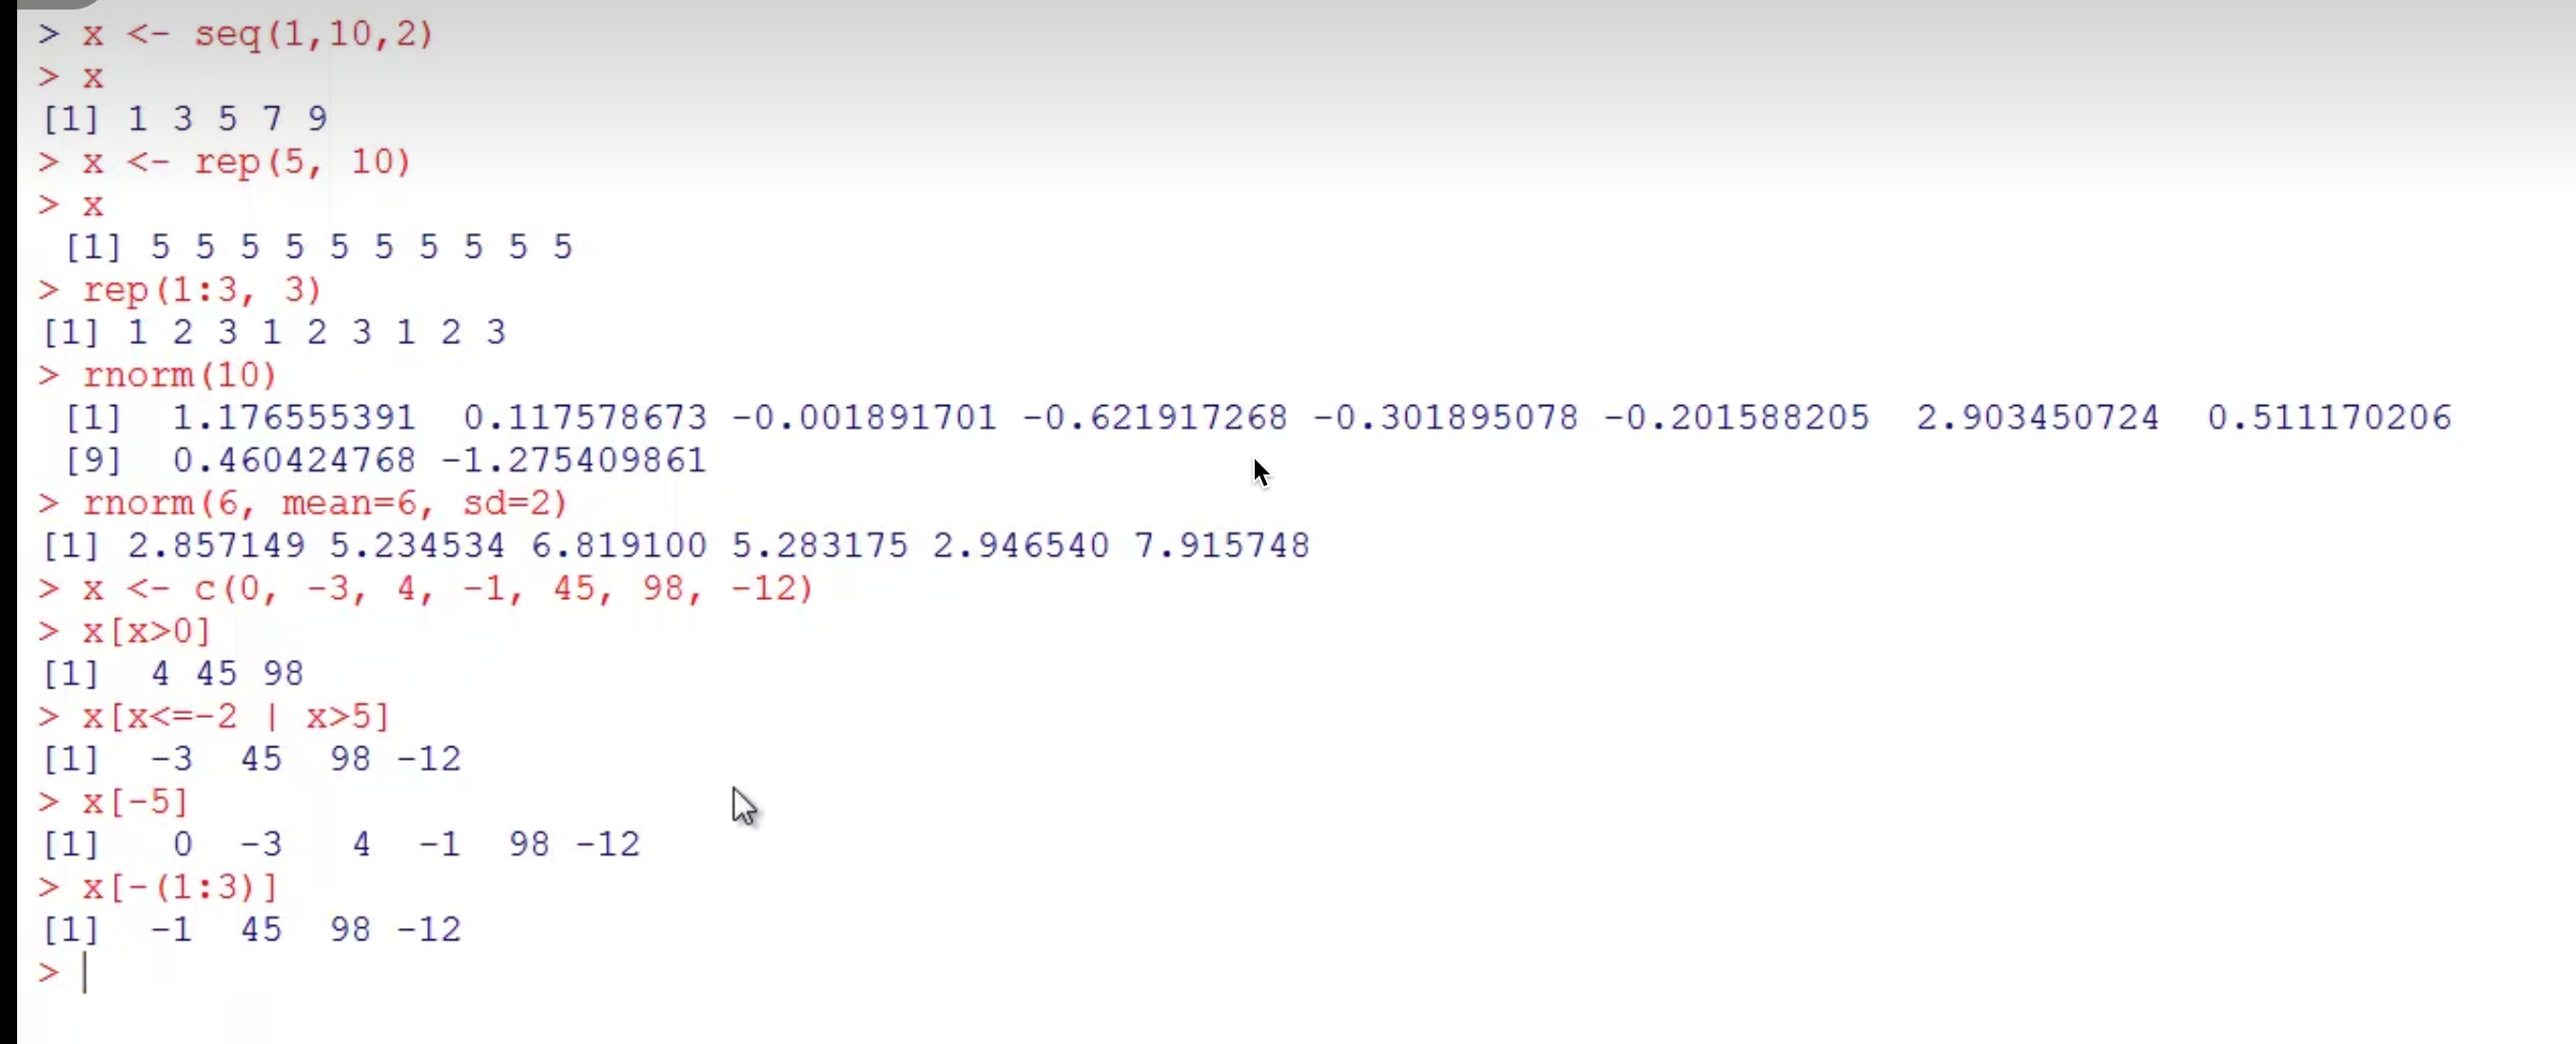 > x <- seq(1,10,2)
> x
[1] 1 3 5 7 9
> x <- rep(5, 10)
> x
 [1] 5 5 5 5 5 5 5 5 5 5
> rep(1:3, 3)
[1] 1 2 3 1 2 3 1 2 3
> rnorm(10)
 [1]  1.176555391  0.117578673 -0.001891701 -0.621917268 -0.301895078 -0.201588205  2.903450724  0.511170206
 [9]  0.460424768 -1.275409861
> rnorm(6, mean=6, sd=2)
[1] 2.857149 5.234534 6.819100 5.283175 2.946540 7.915748
> x <- c(0, -3, 4, -1, 45, 98, -12)
> x[x>0]
[1]  4 45 98
> x[x<=-2 | x>5]
[1]  -3  45  98 -12
> x[-5]
[1]   0  -3   4  -1  98 -12
> x[-(1:3)]
[1]  -1  45  98 -12
>